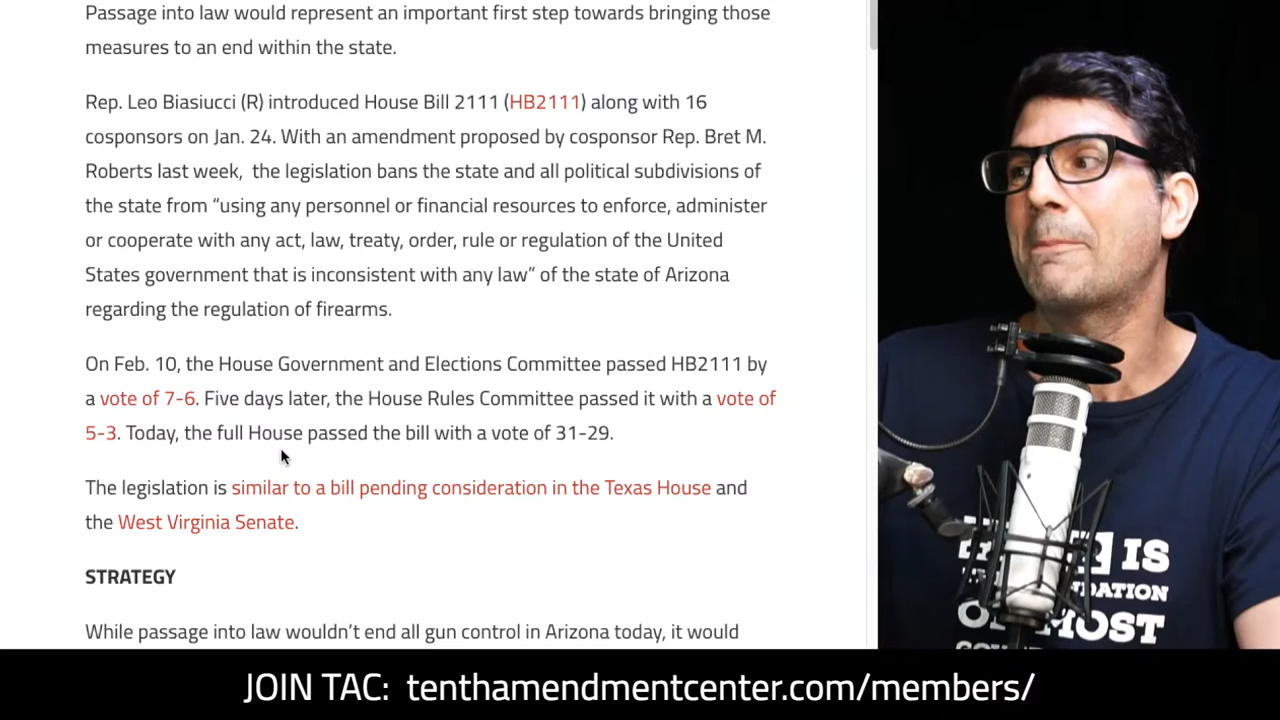 Passage into law would represent an important first step towards bringing those
measures to an end within the state.
Rep. Leo Biasiucci (R) introduced House Bill 2111 (HB2111) along with 16
cosponsors on Jan. 24. With an amendment proposed by cosponsor Rep. Bret M.
Roberts last week, the legislation bans the state and all political subdivisions of
the state from “using any personnel or financial resources to enforce, administer
or cooperate with any act, law, treaty, order, rule or regulation of the United
States government that is inconsistent with any law” of the state of Arizona
regarding the regulation of firearms.
On Feb. 10, the House Government and Elections Committee passed HB2111 by
a vote of 7-6. Five days later, the House Rules Committee passed it with a vote of
5-3. Today, the full House passed the bill with a vote of 31-29.
The legislation is similar to a bill pending consideration in the Texas House and
the West Virginia Senate.
STRATEGY
While passage into law wouldn’t end all gun control in Arizona today, it would
IS
OF MOST
JOIN TAC: tenthamendmentcenter.com/members/